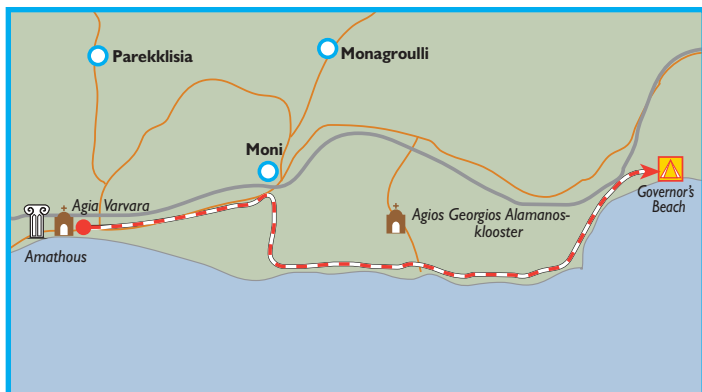 Parekklisia
Monagroulli
Moni
Agia Varvara
Amathous
Agios Georgios Alamanos-
klooster
Governor's
Beach